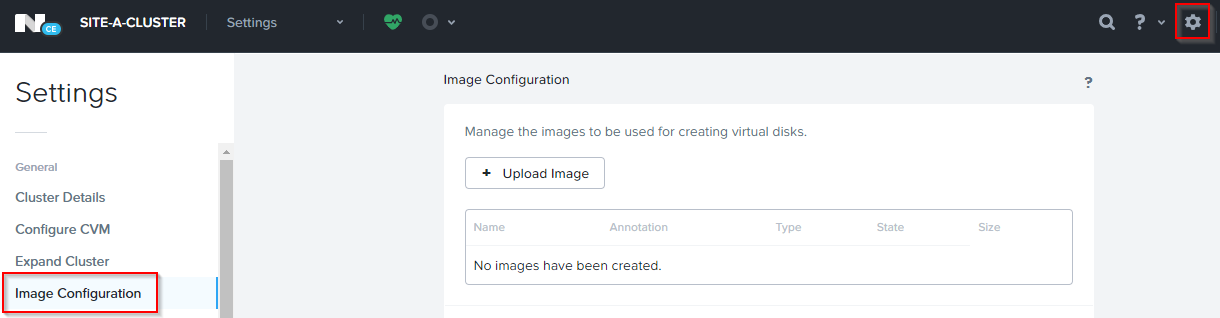 N CE SITE-A-CLUSTER Settings ?
Settings
General
Cluster Details
Configure CVM
Expand Cluster
Image Configuration
Image Configuration ?
Manage the images to be used for creating virtual disks.
+ Upload Image
Name Annotation Type State Size
No images have been created.